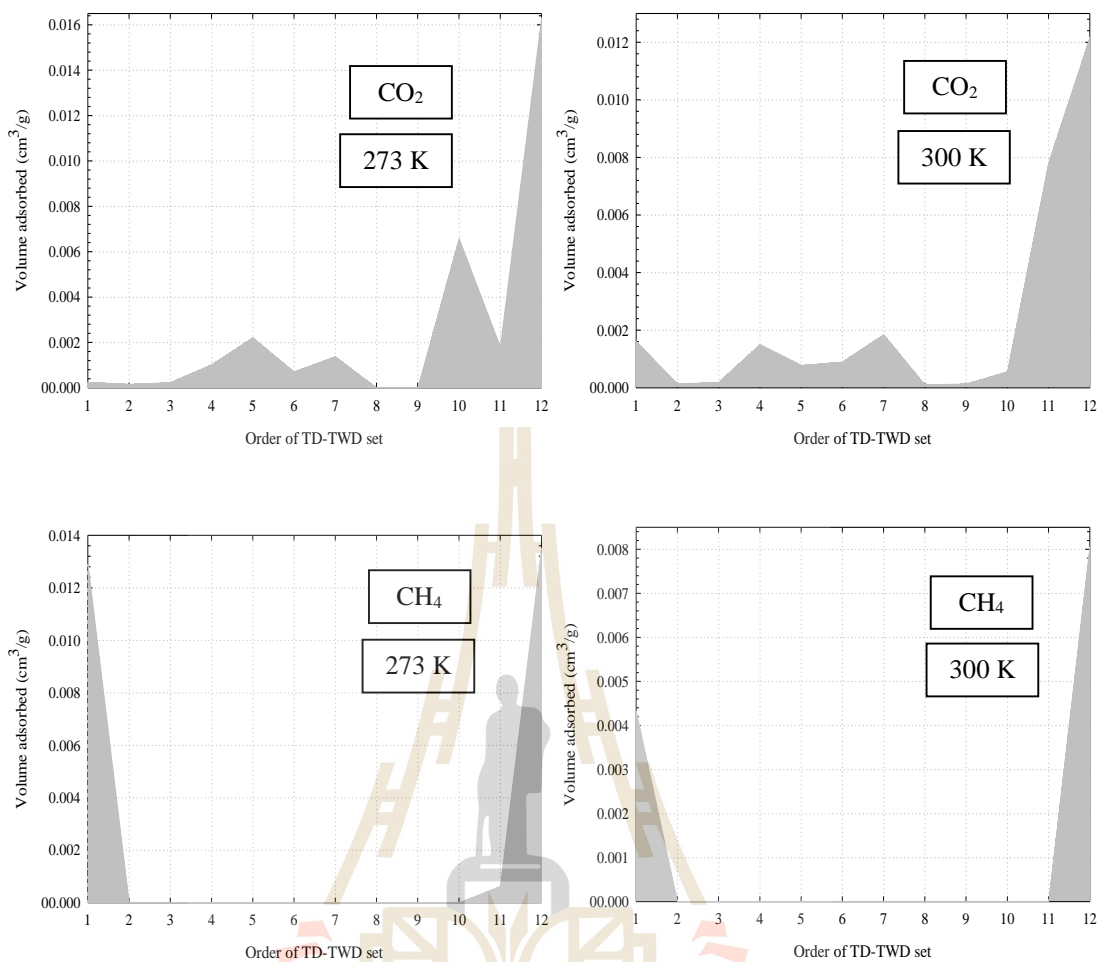 Volume adsorbed (cm³/g)
0.016
0.014
0.012
0.010
0.008
0.006
0.004
0.002
00.000
CO₂
273 K
1 2 3 4 5 6 7 8 9 10 11 12
Order of TD-TWD set
Volume adsorbed (cm³/g)
0.012
0.010
0.008
0.006
0.004
0.002
00.000
CO₂
300 K
1 2 3 4 5 6 7 8 9 10 11 12
Order of TD-TWD set
Volume adsorbed (cm³/g)
0.014
0.012
0.010
0.008
0.006
0.004
0.002
00.000
CH₄
273 K
1 2 3 4 5 6 7 8 9 10 11 12
Order of TD-TWD set
Volume adsorbed (cm³/g)
0.008
0.007
0.006
0.005
0.004
0.003
0.002
0.001
00.000
CH₄
300 K
1 2 3 4 5 6 7 8 9 10 11 12
Order of TD-TWD set